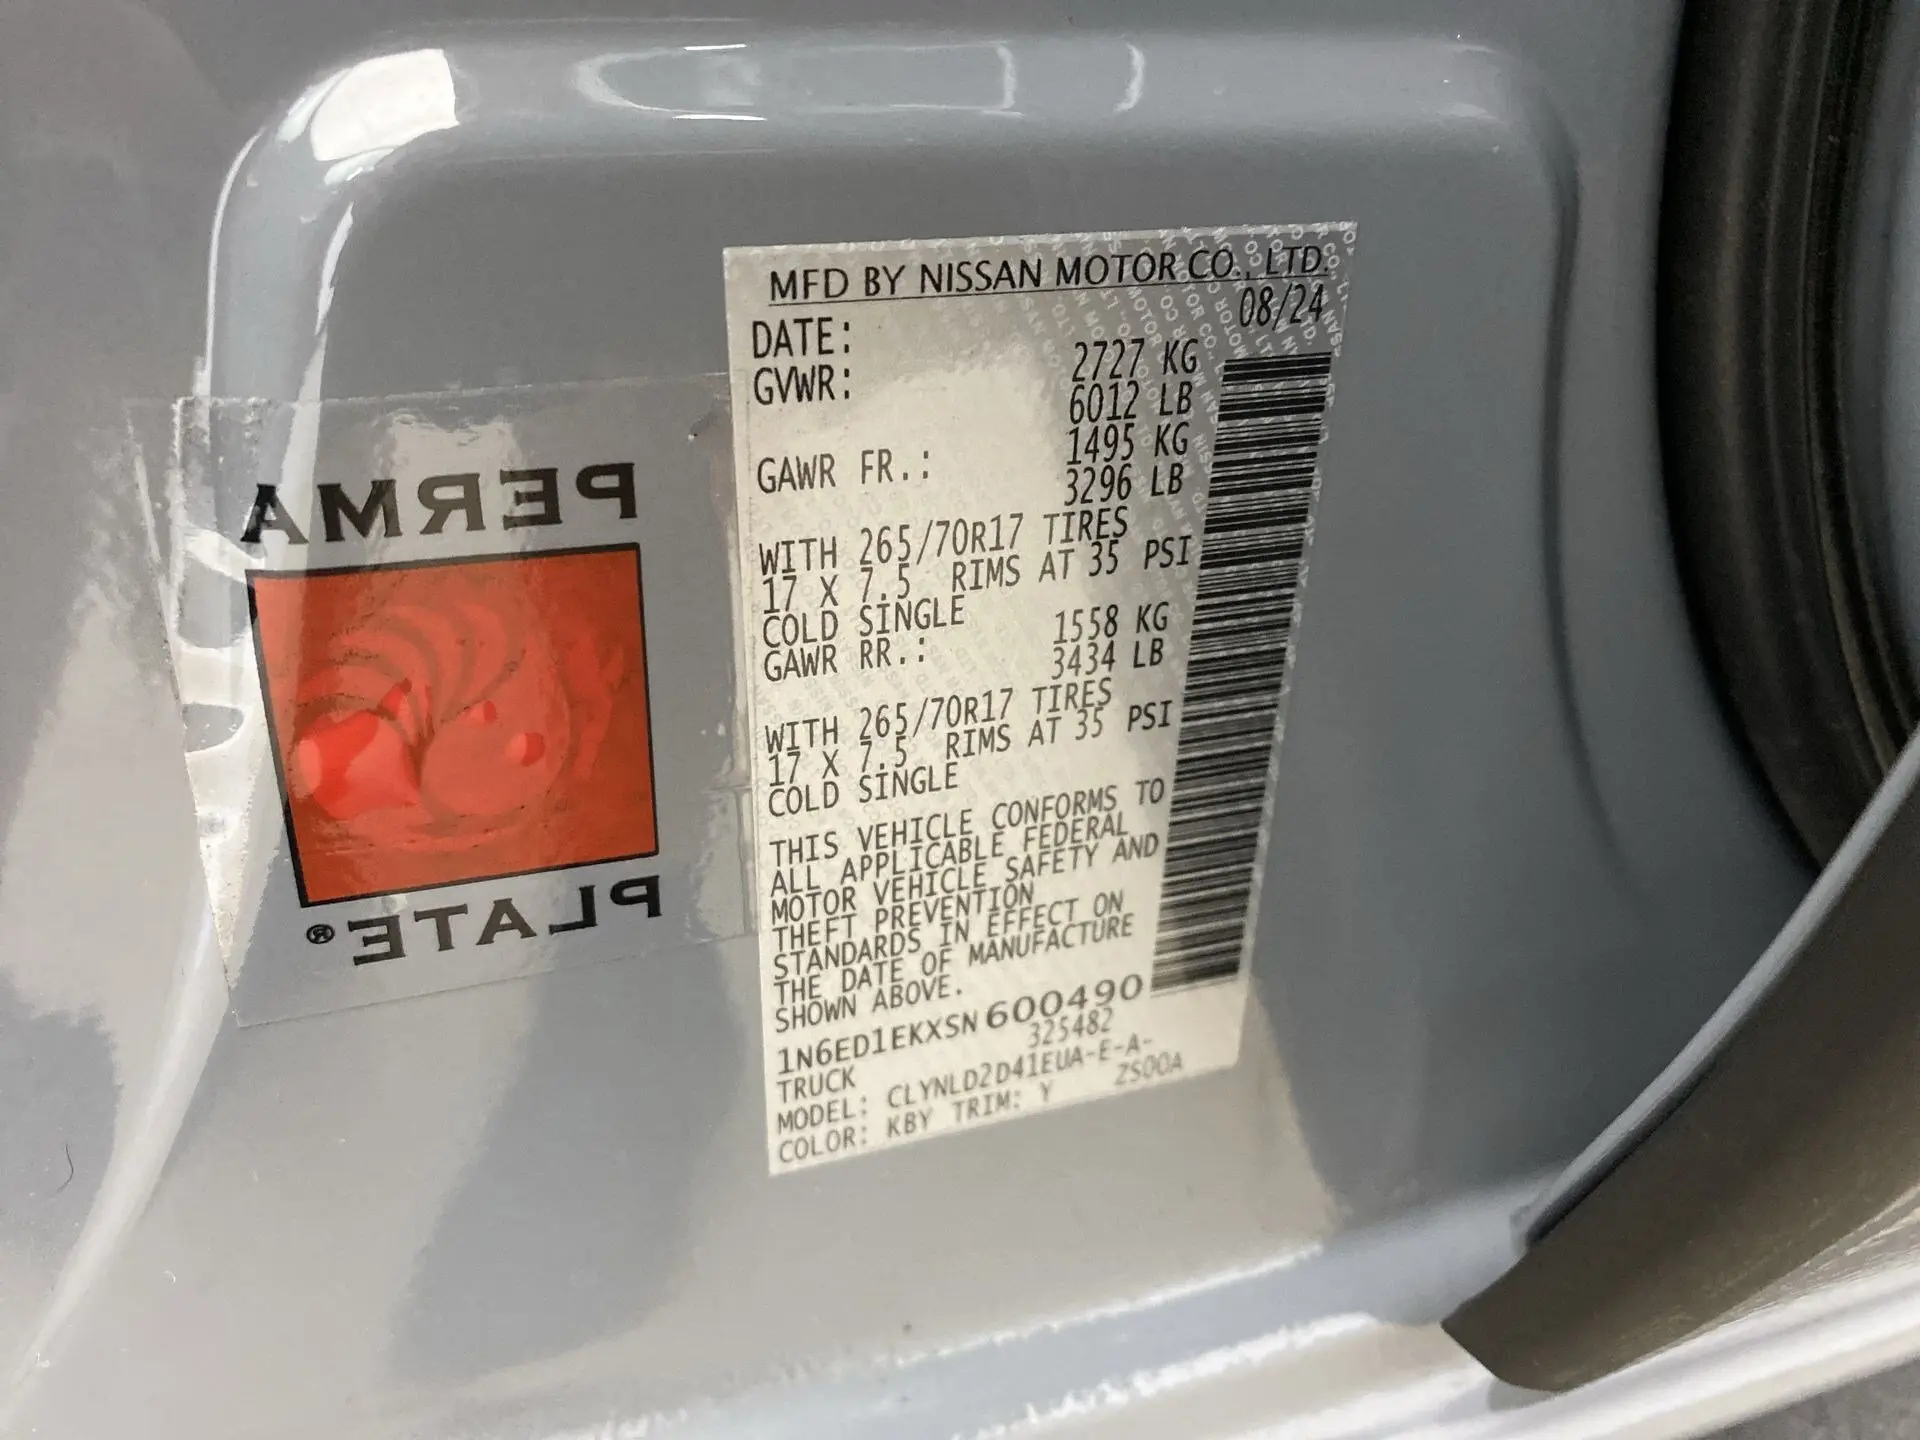 MFD BY NISSAN MOTOR CO., LTD.
DATE: 08/24
GVWR: 2727 KG
6012 LB
GAWR FR.: 1495 KG
3296 LB
WITH 265/70R17 TIRES
17 X 7.5 RIMS AT 35 PSI
COLD SINGLE
GAWR RR.: 1558 KG
3434 LB
WITH 265/70R17 TIRES
17 X 7.5 RIMS AT 35 PSI
COLD SINGLE
THIS VEHICLE CONFORMS TO
ALL APPLICABLE FEDERAL
MOTOR VEHICLE SAFETY AND
THEFT PREVENTION
STANDARDS IN EFFECT ON
THE DATE OF MANUFACTURE
SHOWN ABOVE.
1N6ED1EKXSN600490
TRUCK 325482
MODEL: CLYNLD2D41EUA-E-A-
COLOR: KBY TRIM: Y ZS00A
PERMA
PLATE®